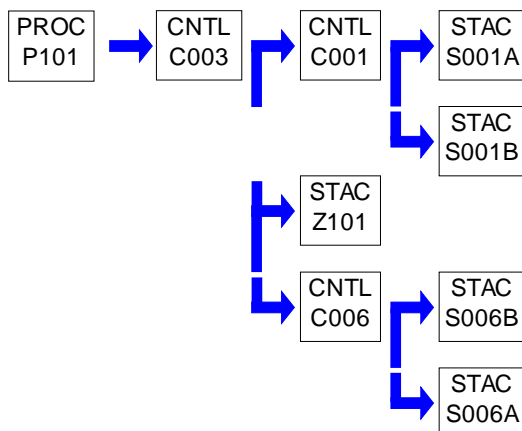 PROC
P101
CNTL
C003
CNTL
C001
STAC
S001A
STAC
S001B
STAC
Z101
CNTL
C006
STAC
S006B
STAC
S006A